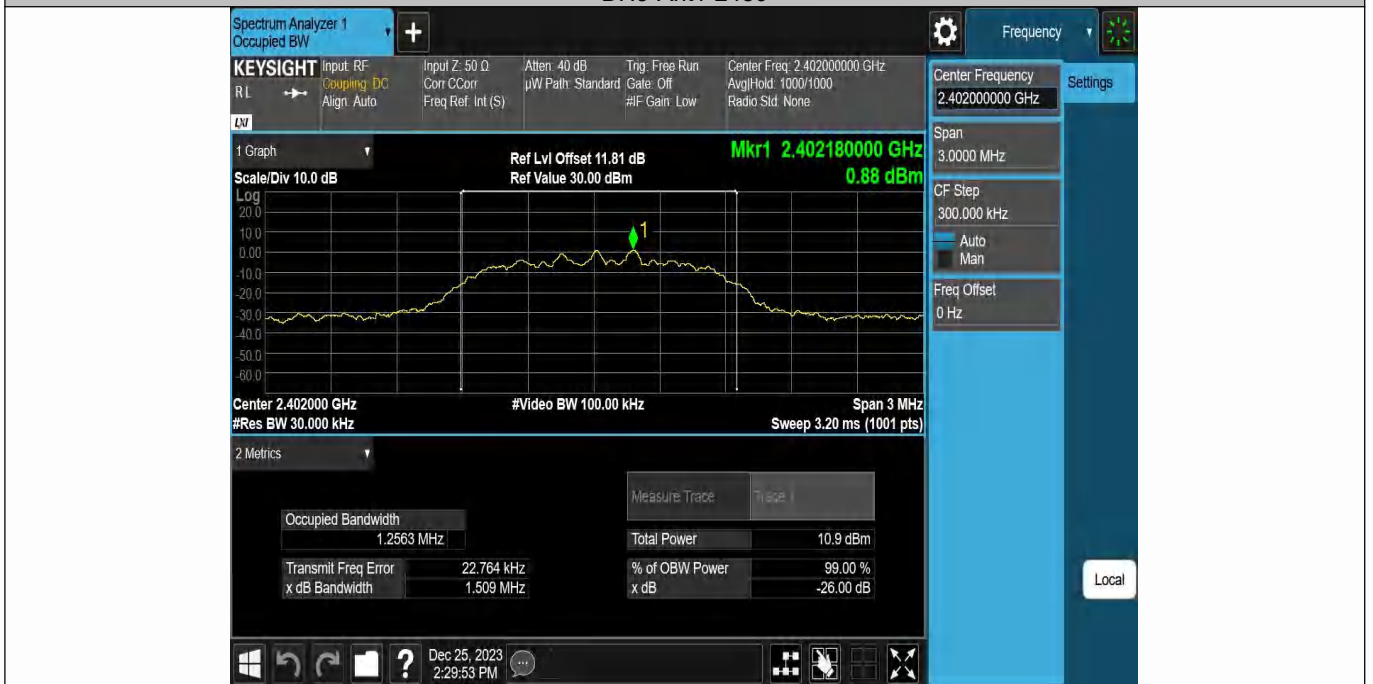 Spectrum Analyzer 1
Occupied BW
+
Frequency
KEYSIGHT
R L
LXI
Input: RF
Coupling: DC
Align: Auto
Input Z: 50 Ω
Corr CCorr
Freq Ref: Int (S)
Atten: 40 dB
µW Path: Standard
Trig: Free Run
Gate: Off
#IF Gain: Low
Center Freq: 2.402000000 GHz
Avg|Hold: 1000/1000
Radio Std: None
Center Frequency
2.402000000 GHz
Settings
Span
3.0000 MHz
CF Step
300.000 kHz
Auto
Man
Freq Offset
0 Hz
Local
1 Graph
Scale/Div 10.0 dB
Ref Lvl Offset 11.81 dB
Ref Value 30.00 dBm
Mkr1 2.402180000 GHz
0.88 dBm
Log
20.0
10.0
0.00
-10.0
-20.0
-30.0
-40.0
-50.0
-60.0
1
Center 2.402000 GHz
#Video BW 100.00 kHz
Span 3 MHz
#Res BW 30.000 kHz
Sweep 3.20 ms (1001 pts)
2 Metrics
Measure Trace
Trace 1
Occupied Bandwidth
1.2563 MHz
Total Power
10.9 dBm
Transmit Freq Error
22.764 kHz
% of OBW Power
99.00 %
x dB Bandwidth
1.509 MHz
x dB
-26.00 dB
?
Dec 25, 2023
2:29:53 PM